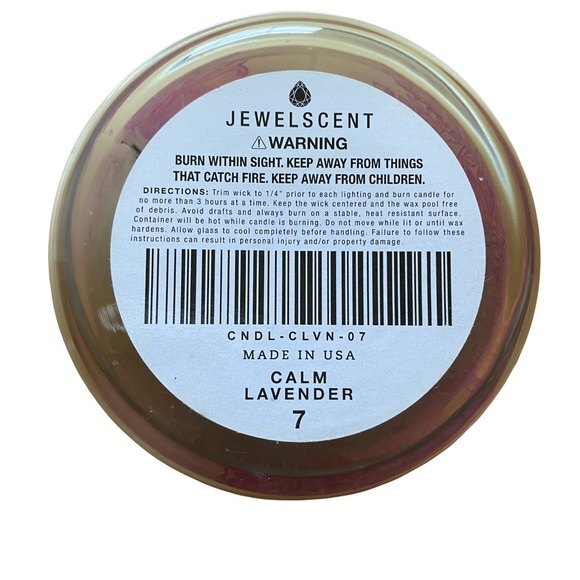 JEWELSCENT
⚠WARNING
BURN WITHIN SIGHT. KEEP AWAY FROM THINGS
THAT CATCH FIRE. KEEP AWAY FROM CHILDREN.
DIRECTIONS: Trim wick to 1/4" prior to each lighting and burn candle for
no more than 3 hours at a time. Keep the wick centered and the wax pool free
of debris. Avoid drafts and always burn on a stable, heat resistant surface.
Container will be hot while candle is burning. Do not move while lit or until wax
hardens. Allow glass to cool completely before handling. Failure to follow these
instructions can result in personal injury and/or property damage.
CNDL-CLVN-07
MADE IN USA
CALM
LAVENDER
7